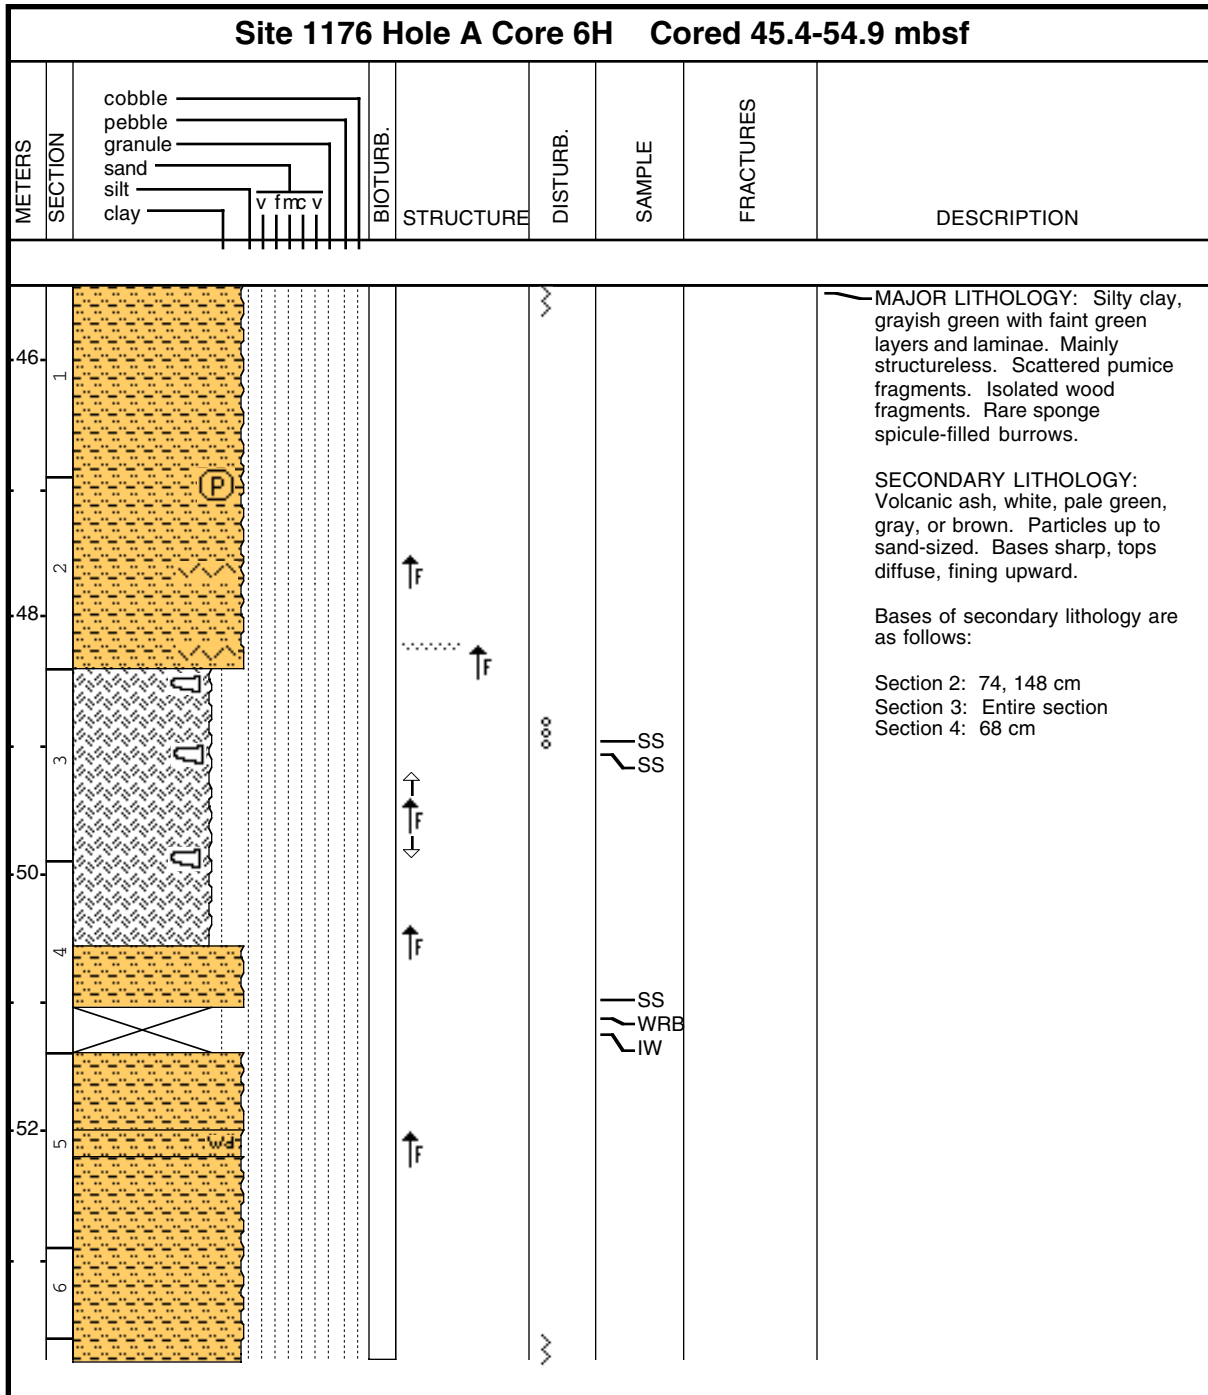 Site 1176 Hole A Core 6H Cored 45.4-54.9 mbsf
METERS
SECTION
cobble
pebble
granule
sand
silt
clay
v f m c v
BIOTURB.
STRUCTURE
DISTURB.
SAMPLE
FRACTURES
DESCRIPTION
46
48
50
52
1
2
3
4
5
6
P
wd
F
F
F
F
F
SS
SS
SS
WRB
IW
MAJOR LITHOLOGY: Silty clay,
grayish green with faint green
layers and laminae. Mainly
structureless. Scattered pumice
fragments. Isolated wood
fragments. Rare sponge
spicule-filled burrows.
SECONDARY LITHOLOGY:
Volcanic ash, white, pale green,
gray, or brown. Particles up to
sand-sized. Bases sharp, tops
diffuse, fining upward.
Bases of secondary lithology are
as follows:
Section 2: 74, 148 cm
Section 3: Entire section
Section 4: 68 cm